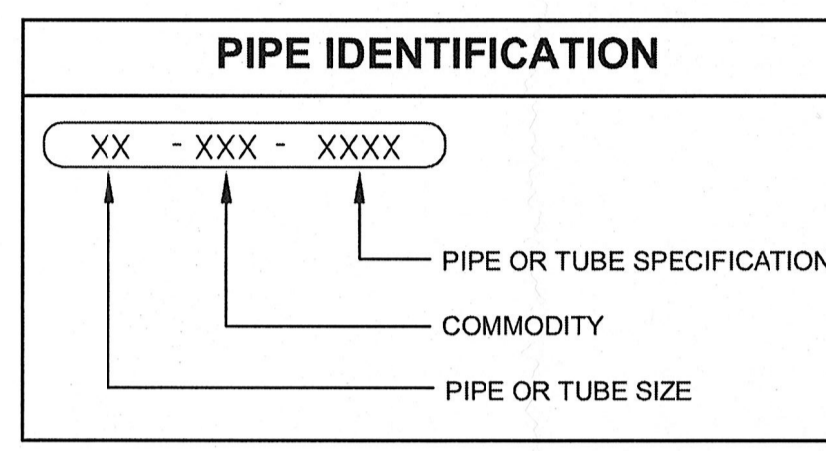 PIPE IDENTIFICATION
XX - XXX - XXXX
PIPE OR TUBE SPECIFICATION
COMMODITY
PIPE OR TUBE SIZE